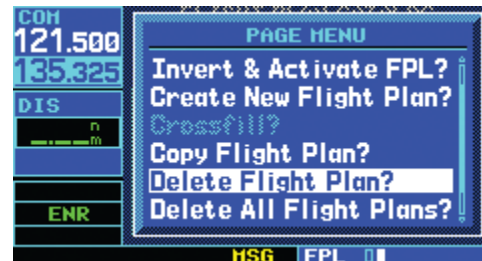 COM
121.500
135.325
DIS
n
m
ENR
PAGE MENU
Invert & Activate FPL?
Create New Flight Plan?
Crossfill?
Copy Flight Plan?
Delete Flight Plan?
Delete All Flight Plans?
MSG FPL